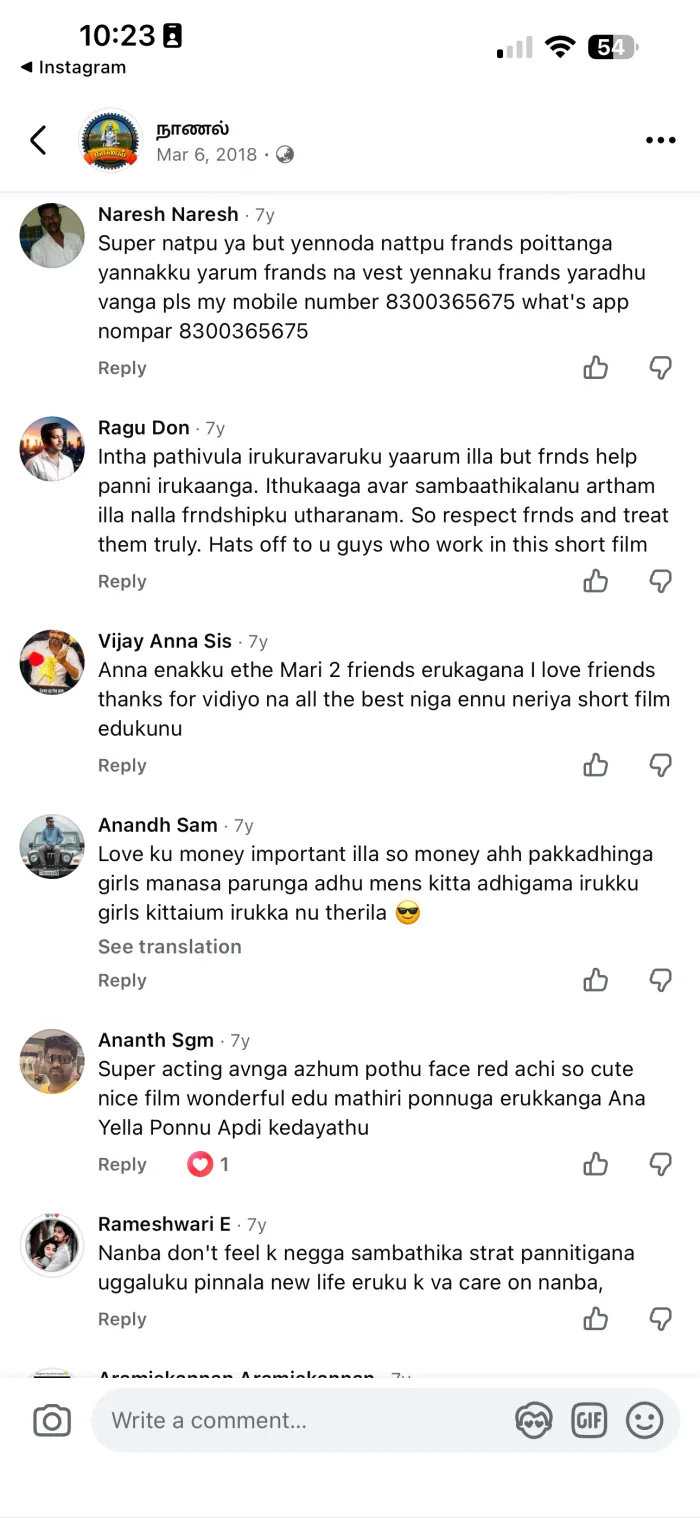 10:23
54
Instagram
நாணல்
Mar 6, 2018
Naresh Naresh · 7y
Super natpu ya but yennoda nattpu frands poittanga
yannakku yarum frands na vest yennaku frands yaradhu
vanga pls my mobile number 8300365675 what's app
nompar 8300365675
Reply
Ragu Don · 7y
Intha pathivula irukuravaruku yaarum illa but frnds help
panni irukaanga. Ithukaaga avar sambaathikalanu artham
illa nalla frndshipku utharanam. So respect frnds and treat
them truly. Hats off to u guys who work in this short film
Reply
Vijay Anna Sis · 7y
Anna enakku ethe Mari 2 friends erukagana I love friends
thanks for vidiyo na all the best niga ennu neriya short film
edukunu
Reply
Anandh Sam · 7y
Love ku money important illa so money ahh pakkadhinga
girls manasa parunga adhu mens kitta adhigama irukku
girls kittaium irukka nu therila 😎
See translation
Reply
Ananth Sgm · 7y
Super acting avnga azhum pothu face red achi so cute
nice film wonderful edu mathiri ponnuga erukkanga Ana
Yella Ponnu Apdi kedayathu
Reply 1
Rameshwari E · 7y
Nanba don't feel k negga sambathika strat pannitigana
uggaluku pinnala new life eruku k va care on nanba,
Reply
Write a comment...
GIF